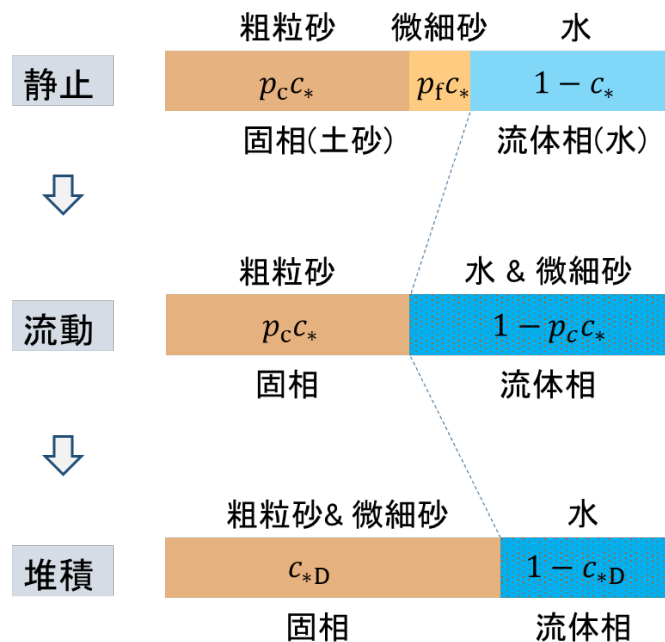 粗粒砂 微細砂 水
静止 p_c c_* p_f c_* 1 − c_*
固相(土砂) 流体相(水)
粗粒砂 水 & 微細砂
流動 p_c c_* 1 − p_c c_*
固相 流体相
粗粒砂& 微細砂 水
堆積 c_{*D} 1 − c_{*D}
固相 流体相